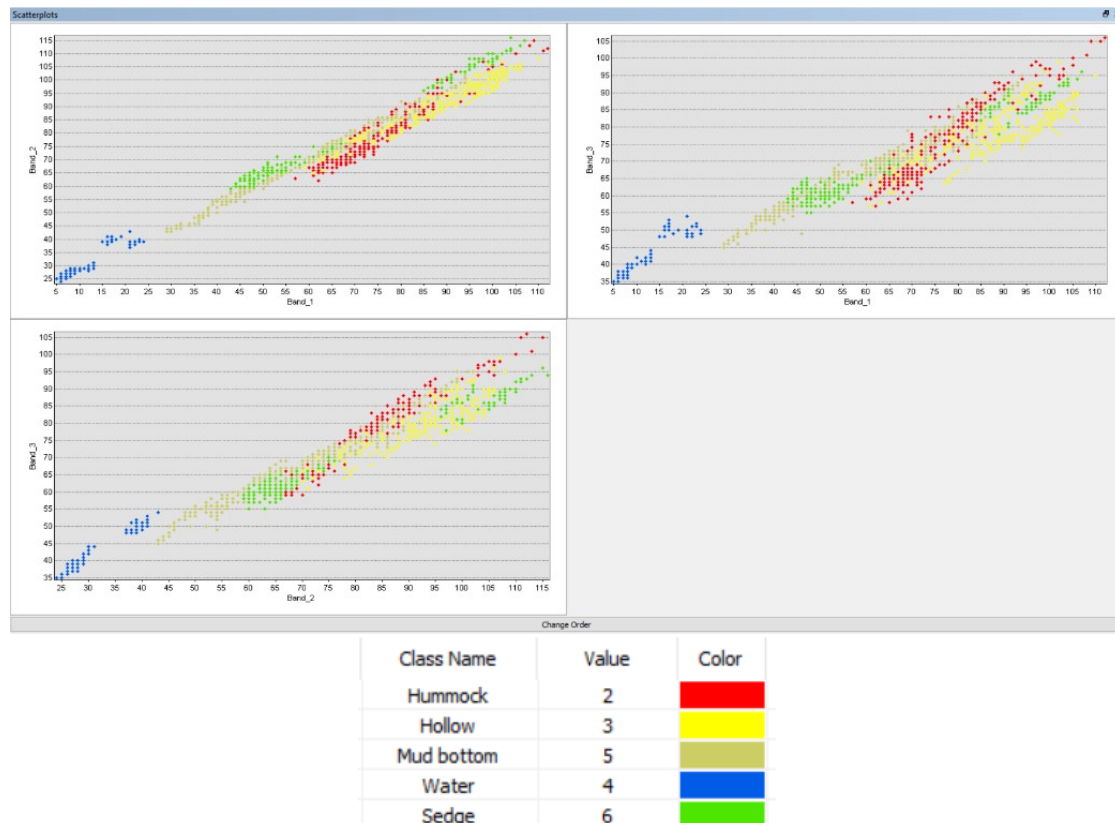 Scatterplots
115
110
105
100
95
90
85
80
75
70
65
60
55
50
45
40
35
30
25
Band_2
5 10 15 20 25 30 35 40 45 50 55 60 65 70 75 80 85 90 95 100 105 110
Band_1
105
100
95
90
85
80
75
70
65
60
55
50
45
40
35
Band_3
5 10 15 20 25 30 35 40 45 50 55 60 65 70 75 80 85 90 95 100 105 110
Band_1
105
100
95
90
85
80
75
70
65
60
55
50
45
40
35
Band_3
25 30 35 40 45 50 55 60 65 70 75 80 85 90 95 100 105 110 115
Band_2
Change Order
Class Name Value Color
Hummock 2
Hollow 3
Mud bottom 5
Water 4
Sedge 6